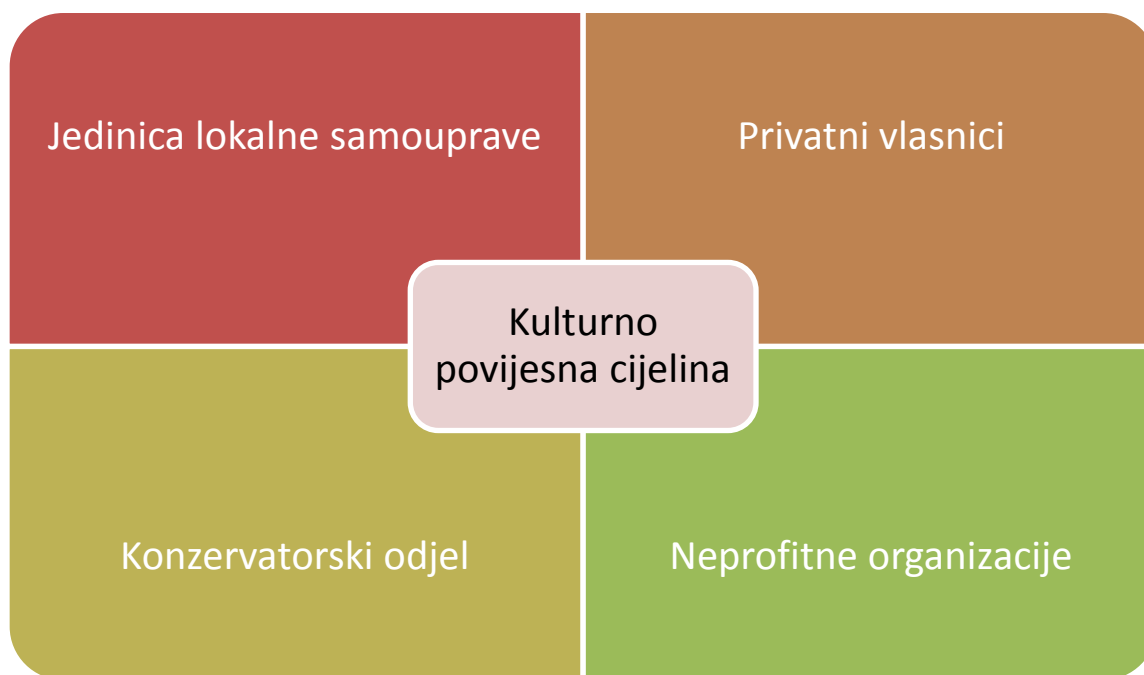 Jedinica lokalne samouprave
Privatni vlasnici
Kulturno
povijesna cijelina
Konzervatorski odjel
Neprofitne organizacije